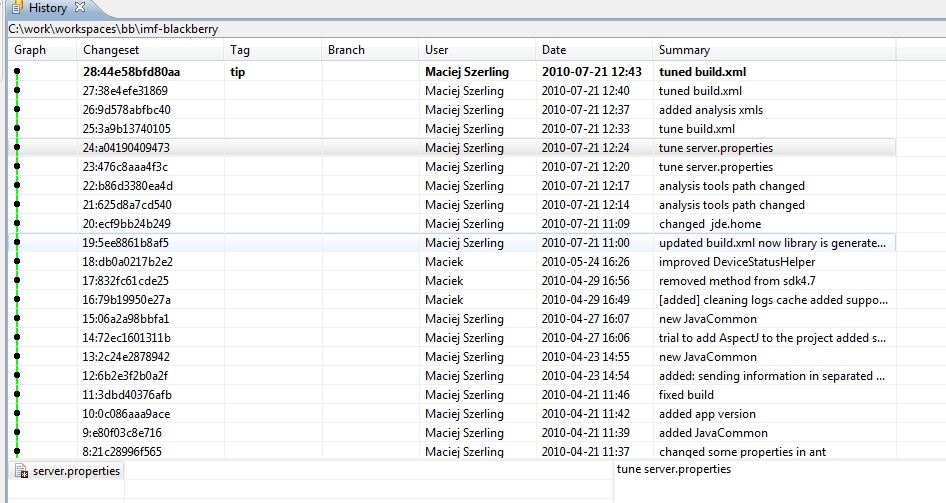 History
C:\work\workspaces\bb\imf-blackberry
Graph Changeset Tag Branch User Date Summary
28:44e58bfd80aa tip Maciej Szerling 2010-07-21 12:43 tuned build.xml
27:38e4efe31869 Maciej Szerling 2010-07-21 12:40 tuned build.xml
26:9d578abfbc40 Maciej Szerling 2010-07-21 12:37 added analysis xmls
25:3a9b13740105 Maciej Szerling 2010-07-21 12:33 tune build.xml
24:a04190409473 Maciej Szerling 2010-07-21 12:24 tune server.properties
23:476c8aaa4f3c Maciej Szerling 2010-07-21 12:20 tune server.properties
22:b86d3380ea4d Maciej Szerling 2010-07-21 12:17 analysis tools path changed
21:625d8a7cd540 Maciej Szerling 2010-07-21 12:14 analysis tools path changed
20:ecf9bb24b249 Maciej Szerling 2010-07-21 11:09 changed jde.home
19:5ee8861b8af5 Maciej Szerling 2010-07-21 11:00 updated build.xml now library is generate...
18:db0a0217b2e2 Maciek 2010-05-24 16:26 improved DeviceStatusHelper
17:832fc61cde25 Maciek 2010-04-29 16:56 removed method from sdk4.7
16:79b19950e27a Maciek 2010-04-29 16:49 [added] cleaning logs cache added suppo...
15:06a2a98bbfa1 Maciej Szerling 2010-04-27 16:07 new JavaCommon
14:72ec1601311b Maciej Szerling 2010-04-27 16:06 trial to add AspectJ to the project added s...
13:2c24e2878942 Maciej Szerling 2010-04-23 14:55 new JavaCommon
12:6b2e3f2b0a2f Maciej Szerling 2010-04-23 14:54 added: sending information in separated ...
11:3dbd40376afb Maciej Szerling 2010-04-21 11:46 fixed build
10:0c086aaa9ace Maciej Szerling 2010-04-21 11:42 added app version
9:e80f03c8e716 Maciej Szerling 2010-04-21 11:39 added JavaCommon
8:21c28996f565 Maciej Szerling 2010-04-21 11:37 changed some properties in ant
server.properties tune server.properties